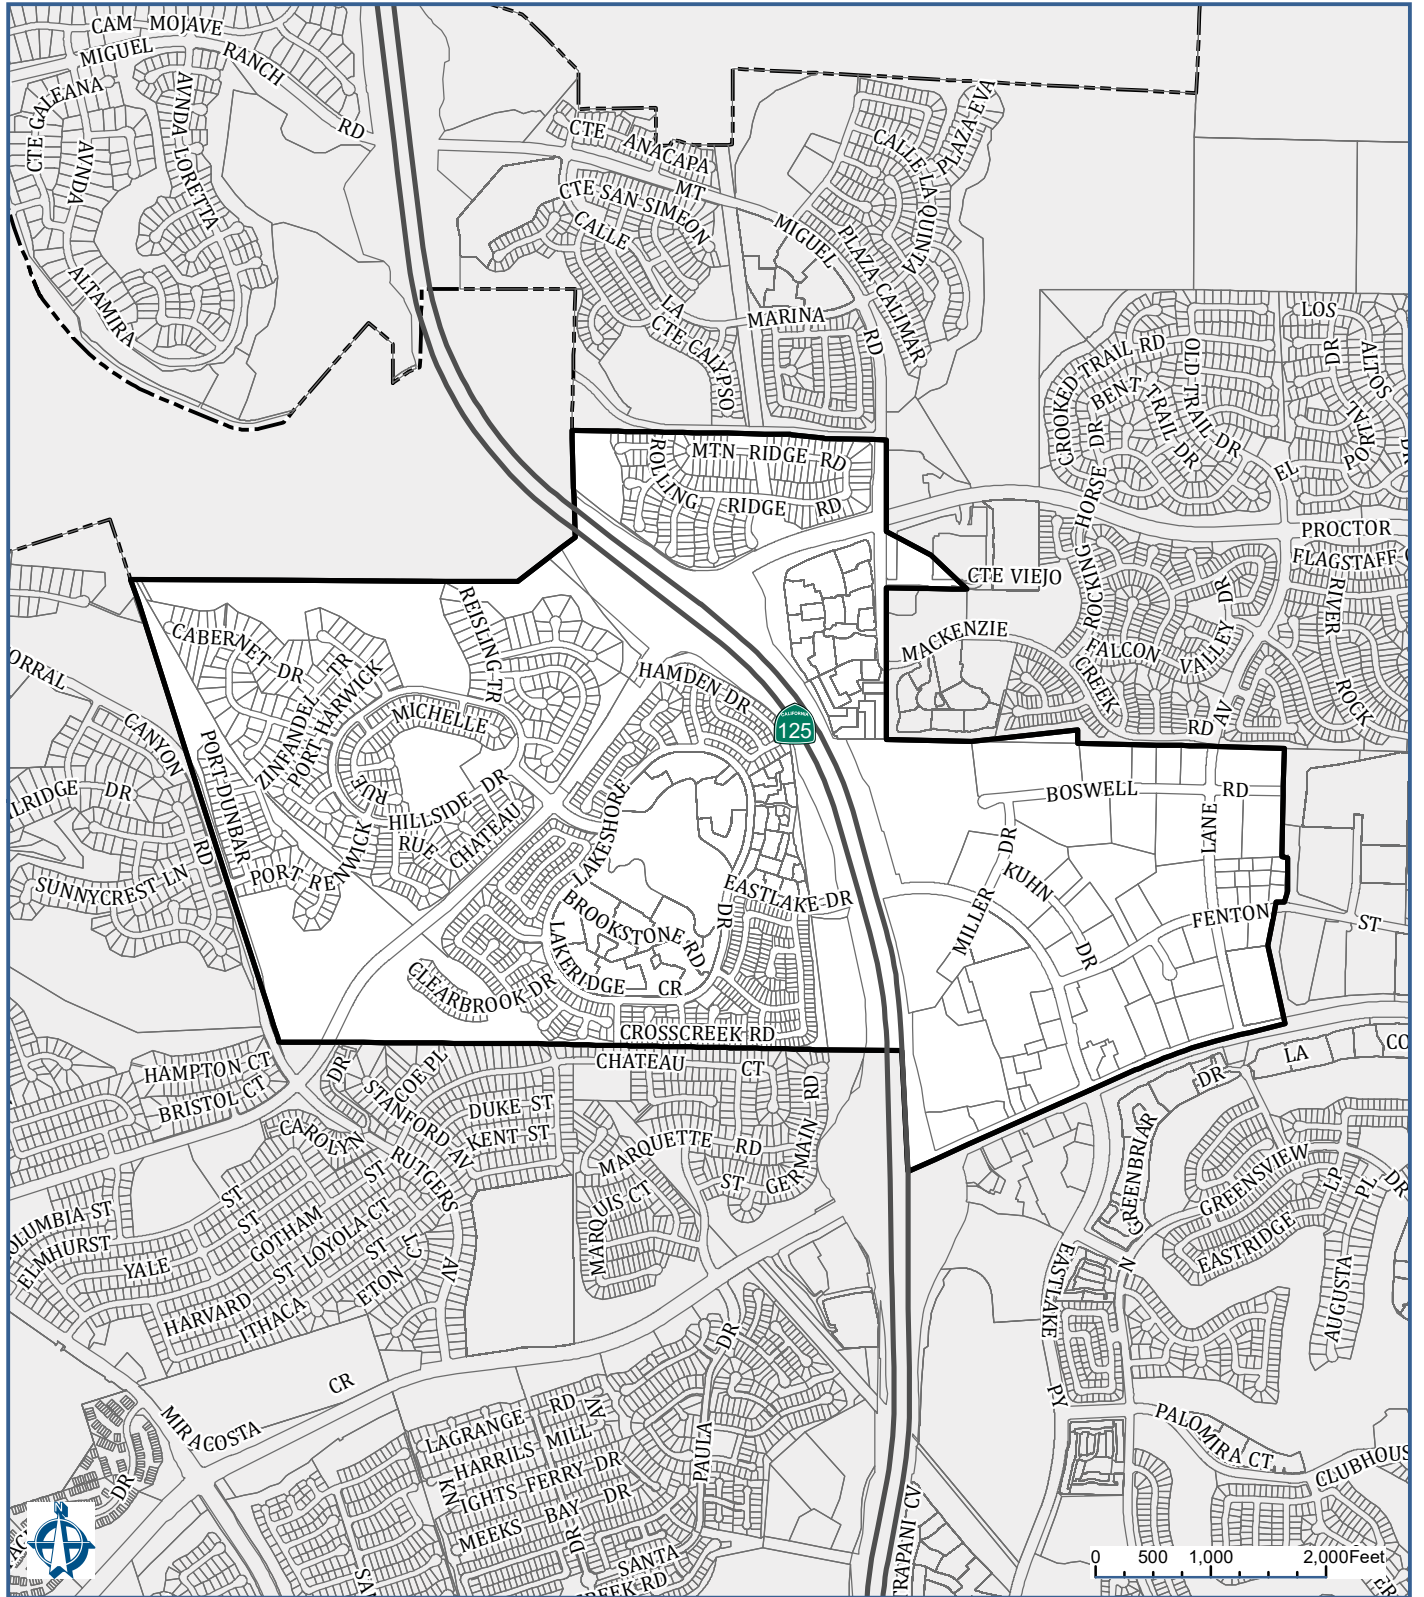 CAM MOJAVE
MIGUEL RANCH RD
CTE GALEANA
AVNDA
AVNDA LORETTA
ALTAMIRA
CTE ANACAPA
MT MIGUEL RD
CTE SAN SIMEON
CALLE LA
CTE CALYPSO
MARINA
CALLE LA QUINTA
PLAZA EVA
PLAZA CALIMAR
LOS
ALTOS
DR
CROOKED TRAIL RD
BENT TRAIL DR
OLD TRAIL DR
EL PORTAL
ROCKING HORSE DR
PROCTOR
FLAGSTAFF
RIVER ROCK
VALLEY
DR
FALCON
CREEK
RD
AV
MTN RIDGE RD
ROLLING RIDGE RD
CTE VIEJO
MACKENZIE
CABERNET DR
ZINFANDEL TR
PORT HARWICK
REISLING TR
MICHELLE
RUE
HILLSIDE DR
RUE CHATEAU
PORT DUNBAR
PORT RENWICK
HAMDEN DR
CALIFORNIA
125
LAKESHORE
DR
EASTLAKE DR
BROOKSTONE RD
LAKERIDGE CR
CLEARBROOK DR
CROSSCREEK RD
BOSWELL RD
LANE
MILLER DR
KUHN DR
FENTON ST
ORRAL
CANYON
RD
ALRIDGE DR
SUNNYCREST LN
HAMPTON CT
BRISTOL CT
DR
STANFORD AV
COE PL
DUKE ST
KENT ST
CAROLYN
RUTGERS AV
CHATEAU CT
MARQUETTE RD
MARQUIS CT
ST GERMAIN RD
OLUMBIA ST
ELMHURST
YALE ST
ST
GOTHAM ST
HARVARD ST
LOYOLA CT
ITHACA ST
ETON CT
LA
CO
DR
GREENBRIAR
GREENSVIEW
DR
EASTRIDGE LP
AUGUSTA PL
N
EASTLAKE PY
PALOMIRA CT
CLUBHOUS
MIRACOSTA CR
DR
LAGRANGE RD
HARRILS MILL AV
KNIGHTS FERRY DR
MEEKS BAY DR
DR
PAULA DR
SANTA
REEK RD
TRAPANI CV
N
0 500 1,000 2,000Feet